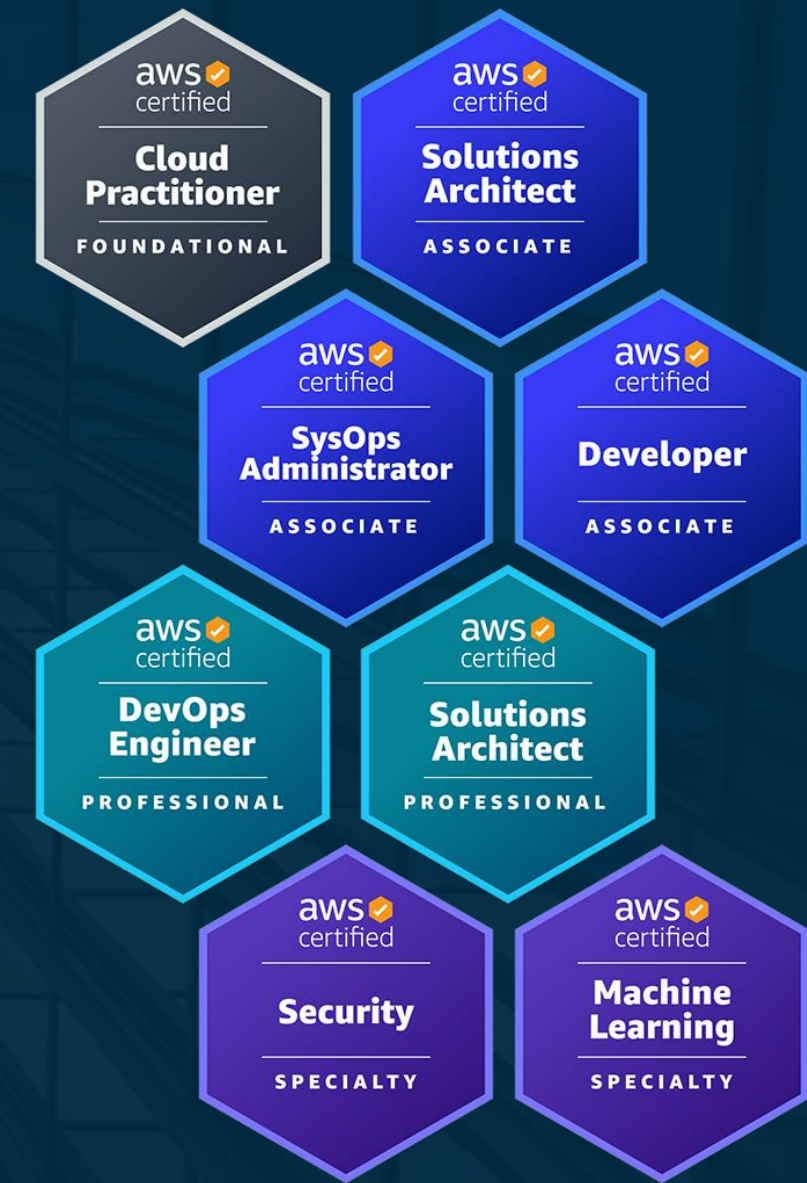 aws
certified
Cloud
Practitioner
FOUNDATIONAL
aws
certified
Solutions
Architect
ASSOCIATE
aws
certified
SysOps
Administrator
ASSOCIATE
aws
certified
Developer
ASSOCIATE
aws
certified
DevOps
Engineer
PROFESSIONAL
aws
certified
Solutions
Architect
PROFESSIONAL
aws
certified
Security
SPECIALTY
aws
certified
Machine
Learning
SPECIALTY